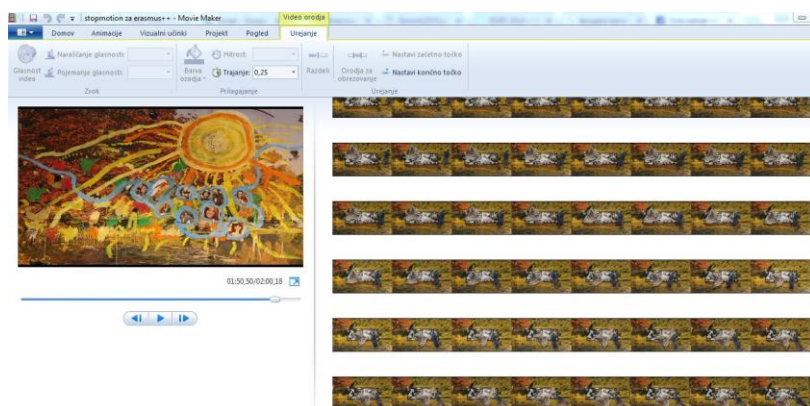 stopmotion za erasmus++ - Movie Maker
Video orodja
Domov Animacije Vizualni učinki Projekt Pogled Urejanje
Glasnost videa
Naraščanje glasnosti:
Pojemanje glasnosti:
Zvok
Barva ozadja
Hitrost:
Trajanje: 0,25
Prilagajanje
Razdeli
Orodja za obrezovanje
Nastavi začetno točko
Nastavi končno točko
Urejanje
01:50,50/02:00,18